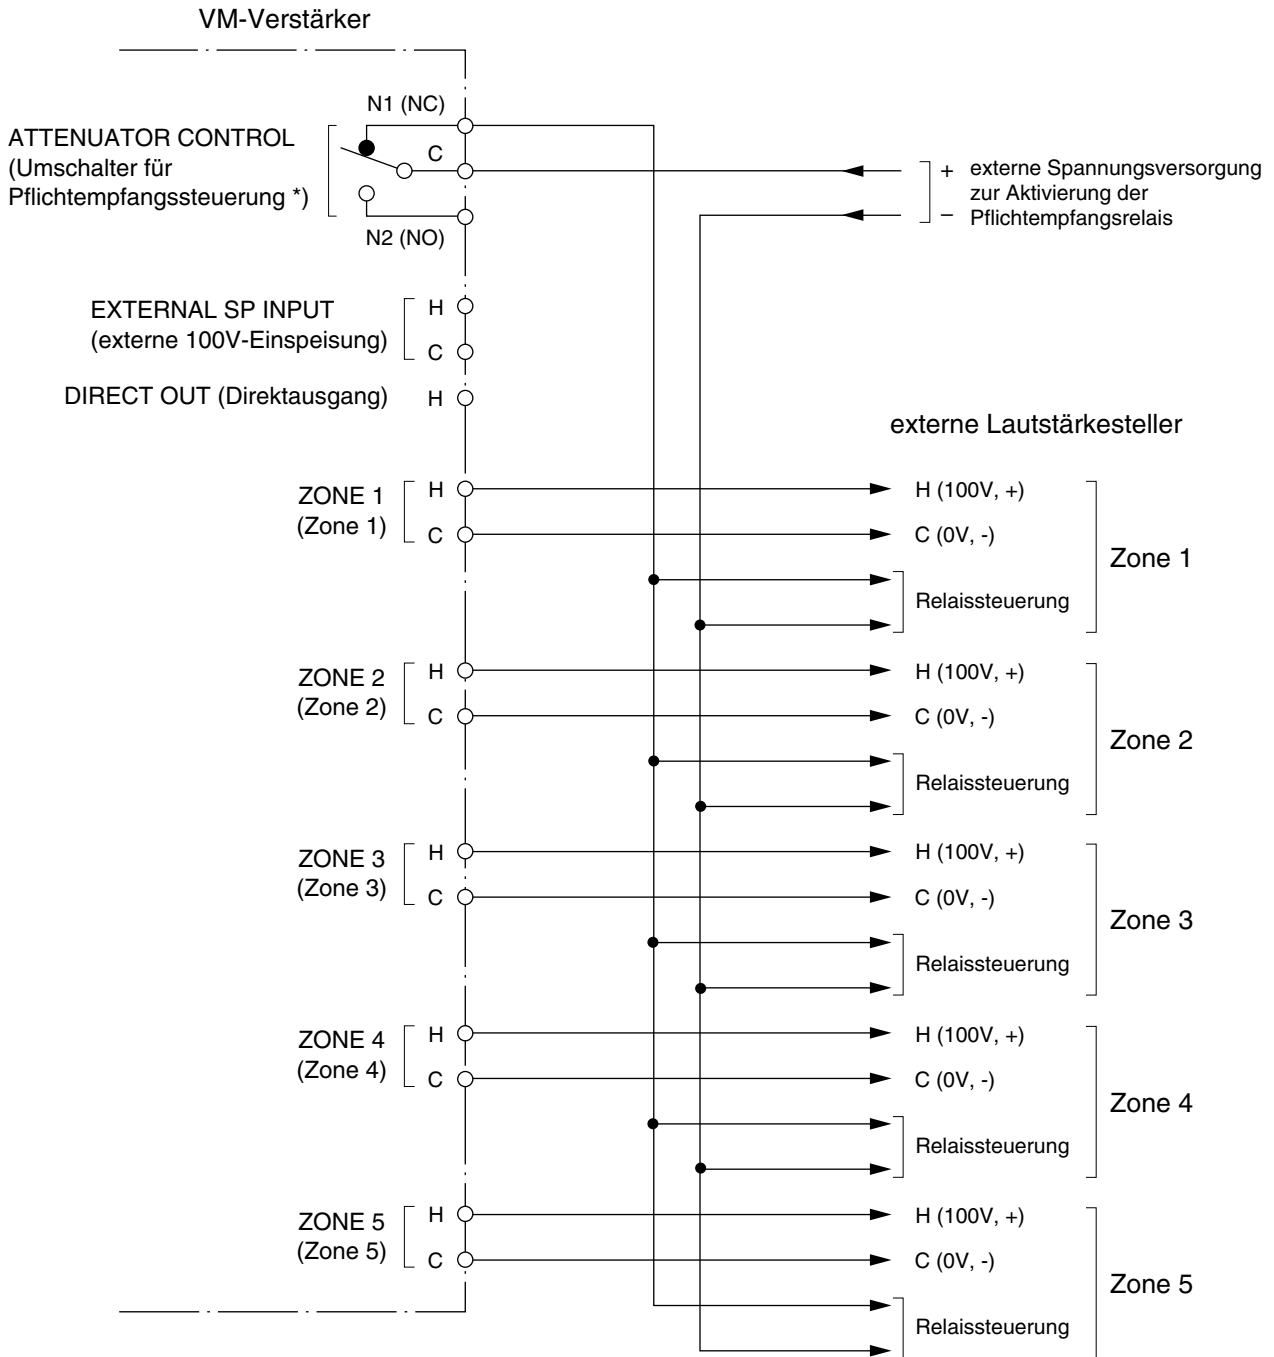 VM-Verstärker
N1 (NC)
ATTENUATOR CONTROL
(Umschalter für
Pflichtempfangssteuerung *)
C
N2 (NO)
+ externe Spannungsversorgung
zur Aktivierung der
− Pflichtempfangsrelais
EXTERNAL SP INPUT
(externe 100V-Einspeisung)
H
C
DIRECT OUT (Direktausgang) H
externe Lautstärkesteller
ZONE 1
(Zone 1)
H
C
H (100V, +)
C (0V, -)
Relaissteuerung
Zone 1
ZONE 2
(Zone 2)
H
C
H (100V, +)
C (0V, -)
Relaissteuerung
Zone 2
ZONE 3
(Zone 3)
H
C
H (100V, +)
C (0V, -)
Relaissteuerung
Zone 3
ZONE 4
(Zone 4)
H
C
H (100V, +)
C (0V, -)
Relaissteuerung
Zone 4
ZONE 5
(Zone 5)
H
C
H (100V, +)
C (0V, -)
Relaissteuerung
Zone 5